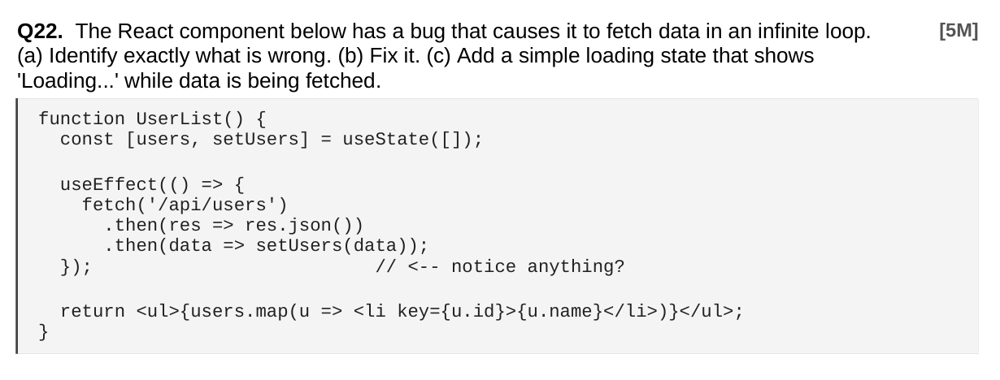 Q22. The React component below has a bug that causes it to fetch data in an infinite loop. [5M]
(a) Identify exactly what is wrong. (b) Fix it. (c) Add a simple loading state that shows
'Loading...' while data is being fetched.
function UserList() {
  const [users, setUsers] = useState([]);

  useEffect(() => {
    fetch('/api/users')
      .then(res => res.json())
      .then(data => setUsers(data));
  });                          // <-- notice anything?

  return <ul>{users.map(u => <li key={u.id}>{u.name}</li>)}</ul>;
}